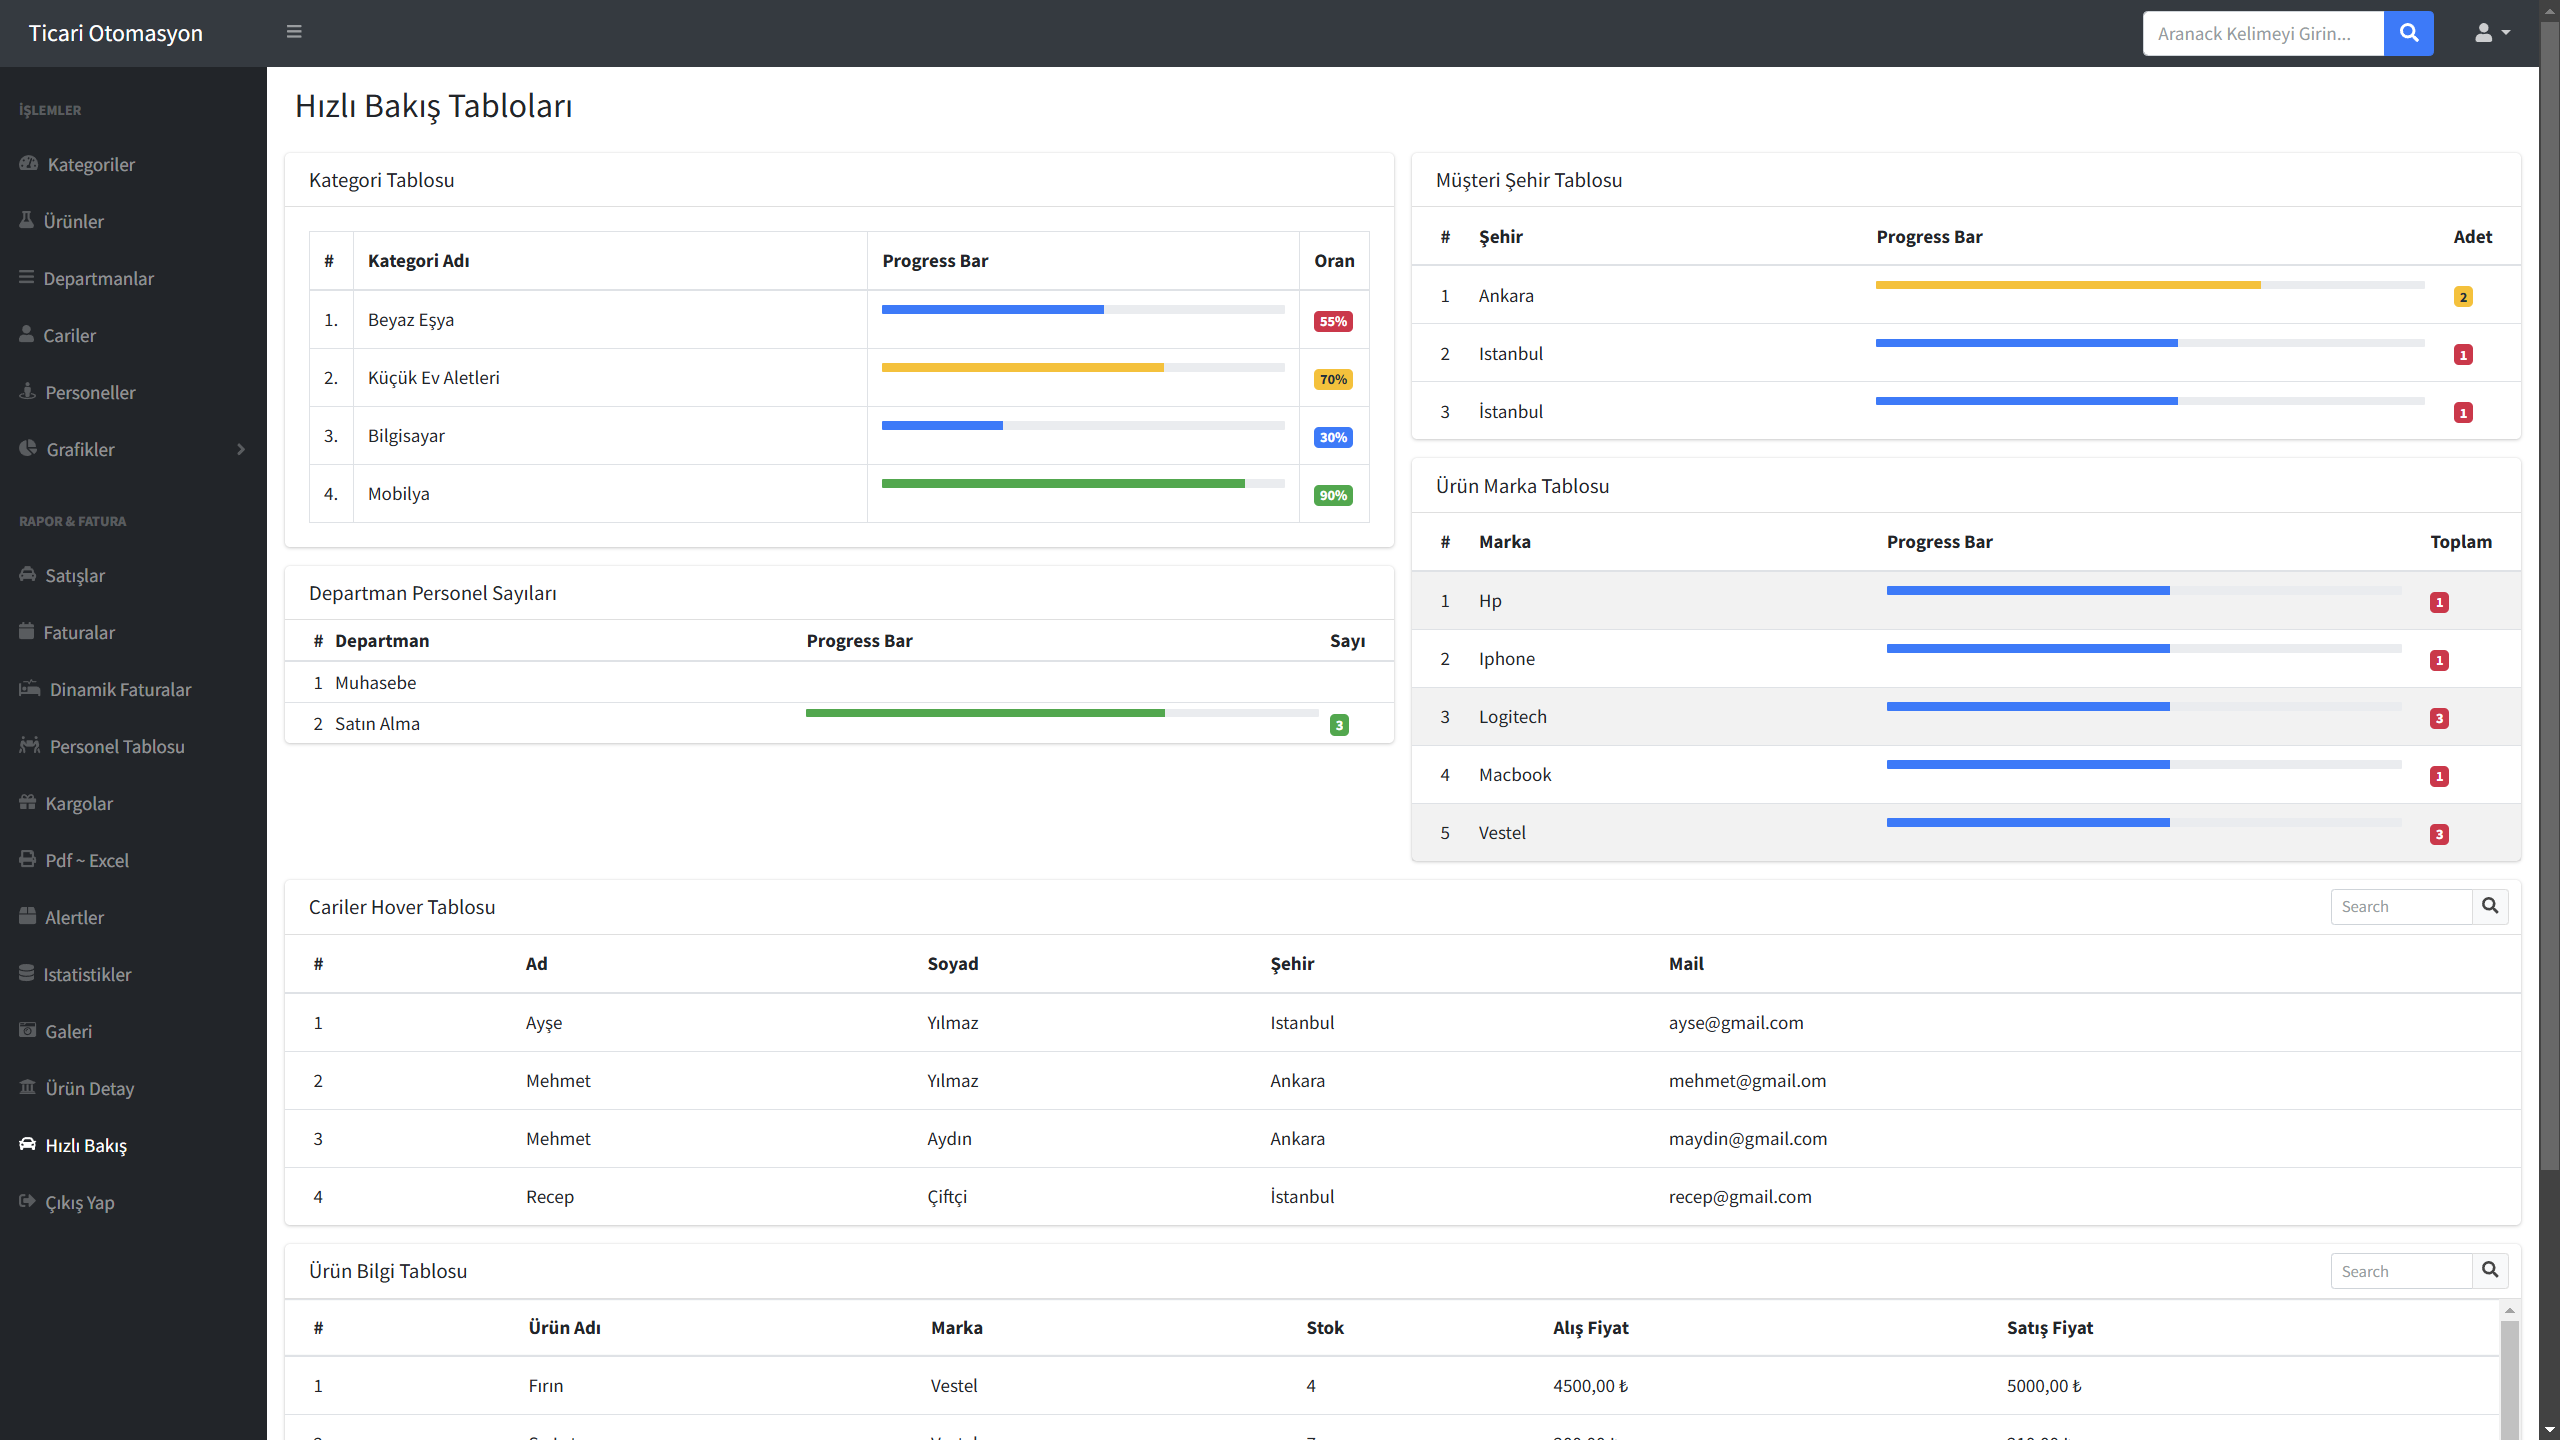 Ticari Otomasyon
Aranack Kelimeyi Girin...
İŞLEMLER
Kategoriler
Ürünler
Departmanlar
Cariler
Personeller
Grafikler
RAPOR & FATURA
Satışlar
Faturalar
Dinamik Faturalar
Personel Tablosu
Kargolar
Pdf ~ Excel
Alertler
Istatistikler
Galeri
Ürün Detay
Hızlı Bakış
Çıkış Yap
Hızlı Bakış Tabloları
Kategori Tablosu
# Kategori Adı Progress Bar Oran
1. Beyaz Eşya 55%
2. Küçük Ev Aletleri 70%
3. Bilgisayar 30%
4. Mobilya 90%
Departman Personel Sayıları
# Departman Progress Bar Sayı
1 Muhasebe
2 Satın Alma 3
Müşteri Şehir Tablosu
# Şehir Progress Bar Adet
1 Ankara 2
2 Istanbul 1
3 İstanbul 1
Ürün Marka Tablosu
# Marka Progress Bar Toplam
1 Hp 1
2 Iphone 1
3 Logitech 3
4 Macbook 1
5 Vestel 3
Cariler Hover Tablosu Search
# Ad Soyad Şehir Mail
1 Ayşe Yılmaz Istanbul ayse@gmail.com
2 Mehmet Yılmaz Ankara mehmet@gmail.om
3 Mehmet Aydın Ankara maydin@gmail.com
4 Recep Çiftçi İstanbul recep@gmail.com
Ürün Bilgi Tablosu Search
# Ürün Adı Marka Stok Alış Fiyat Satış Fiyat
1 Fırın Vestel 4 4500,00 ₺ 5000,00 ₺